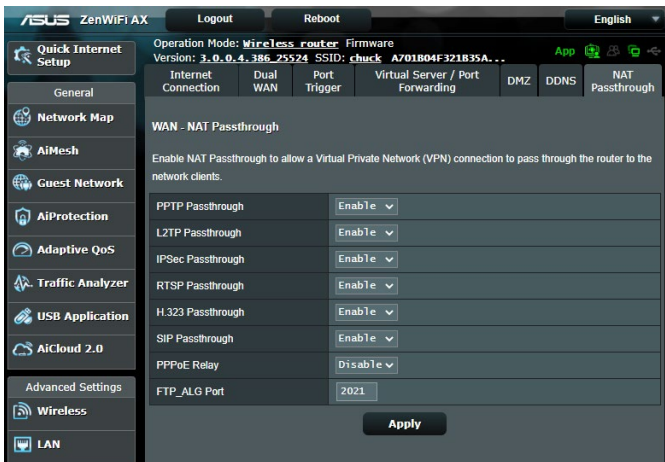 ASUS ZenWiFi AX Logout Reboot English
Quick Internet Setup
Operation Mode: Wireless router Firmware
Version: 3.0.0.4.386_25524 SSID: chuck A701B04F321B35A... App
Internet Connection Dual WAN Port Trigger Virtual Server / Port Forwarding DMZ DDNS NAT Passthrough
General
Network Map
AiMesh
Guest Network
AiProtection
Adaptive QoS
Traffic Analyzer
USB Application
AiCloud 2.0
Advanced Settings
Wireless
LAN
WAN - NAT Passthrough
Enable NAT Passthrough to allow a Virtual Private Network (VPN) connection to pass through the router to the
network clients.
PPTP Passthrough Enable
L2TP Passthrough Enable
IPSec Passthrough Enable
RTSP Passthrough Enable
H.323 Passthrough Enable
SIP Passthrough Enable
PPPoE Relay Disable
FTP_ALG Port 2021
Apply